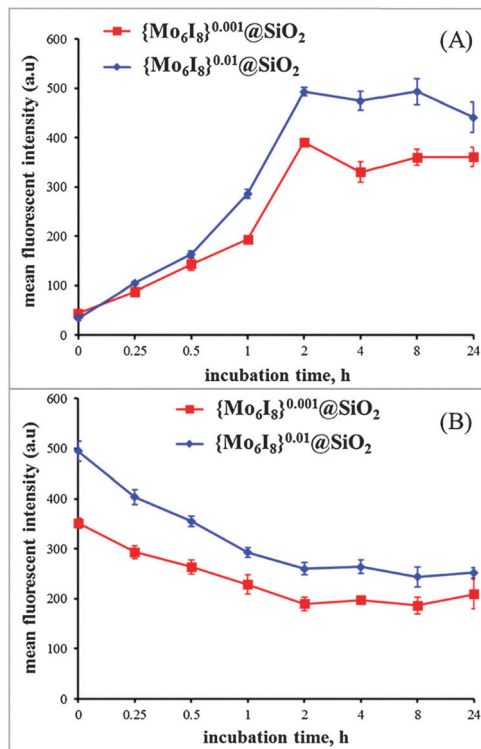 {Mo₆I₈}⁰·⁰⁰¹@SiO₂
(A)
{Mo₆I₈}⁰·⁰¹@SiO₂
mean fluorescent intensity (a.u)
600
500
400
300
200
100
0
0 0.25 0.5 1 2 4 8 24
incubation time, h
{Mo₆I₈}⁰·⁰⁰¹@SiO₂
(B)
{Mo₆I₈}⁰·⁰¹@SiO₂
mean fluorescent intensity (a.u)
600
500
400
300
200
100
000
0 0.25 0.5 1 2 4 8 24
incubation time, h